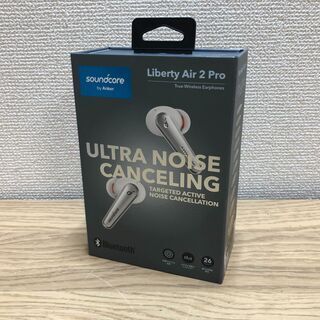 soundcore
by Anker
Liberty Air 2 Pro
True Wireless Earphones
ULTRA NOISE
CANCELING
TARGETED ACTIVE
NOISE CANCELLATION
Bluetooth
26